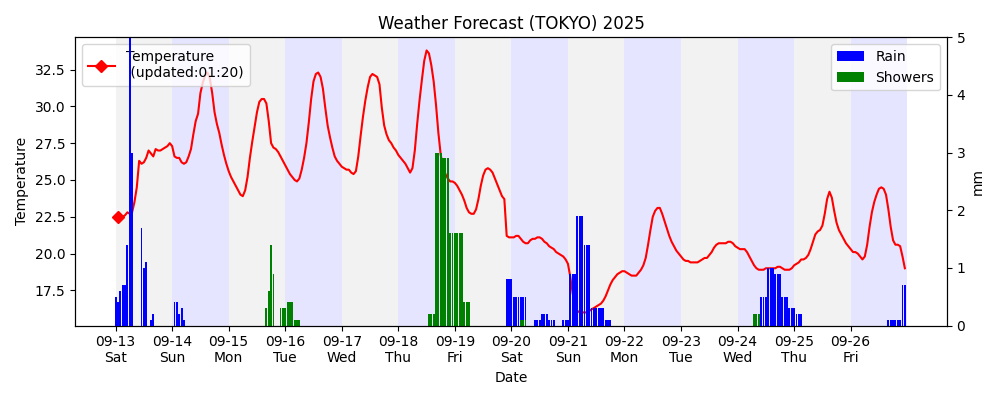 Weather Forecast (TOKYO) 2025
Temperature
(updated:01:20)
Rain
Showers
Temperature
32.5
30.0
27.5
25.0
22.5
20.0
17.5
5
4
3
2
1
0
mm
09-13 09-14 09-15 09-16 09-17 09-18 09-19 09-20 09-21 09-22 09-23 09-24 09-25 09-26
Sat Sun Mon Tue Wed Thu Fri Sat Sun Mon Tue Wed Thu Fri
Date